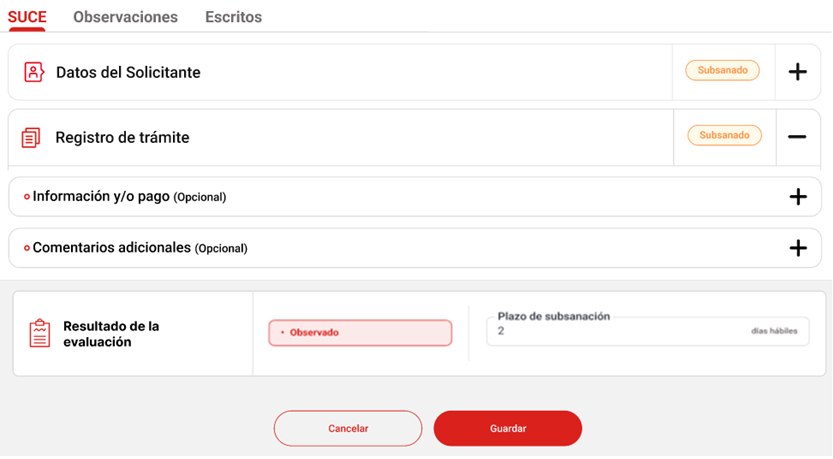 SUCE Observaciones Escritos
Datos del Solicitante Subsanado
Registro de trámite Subsanado
Información y/o pago (Opcional)
Comentarios adicionales (Opcional)
Resultado de la
evaluación
• Observado
Plazo de subsanación
2 días hábiles
Cancelar Guardar